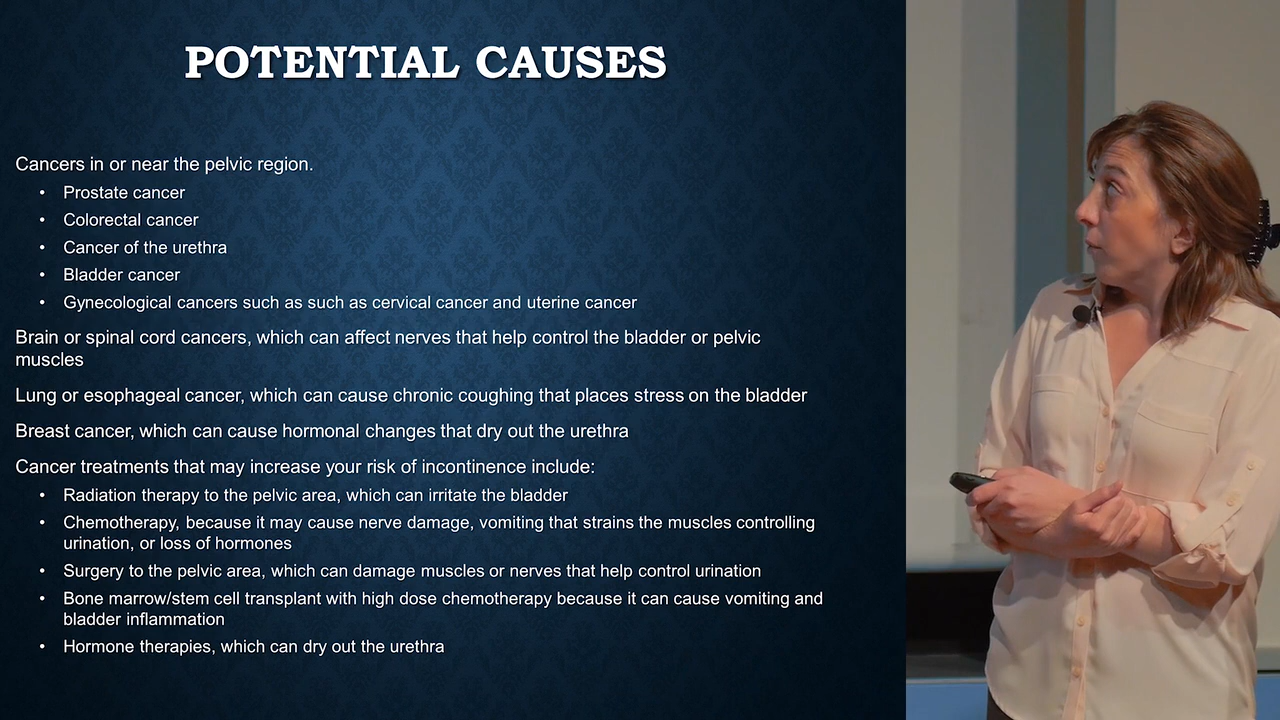 POTENTIAL CAUSES
Cancers in or near the pelvic region.
• Prostate cancer
• Colorectal cancer
• Cancer of the urethra
• Bladder cancer
• Gynecological cancers such as such as cervical cancer and uterine cancer
Brain or spinal cord cancers, which can affect nerves that help control the bladder or pelvic
muscles
Lung or esophageal cancer, which can cause chronic coughing that places stress on the bladder
Breast cancer, which can cause hormonal changes that dry out the urethra
Cancer treatments that may increase your risk of incontinence include:
• Radiation therapy to the pelvic area, which can irritate the bladder
• Chemotherapy, because it may cause nerve damage, vomiting that strains the muscles controlling
urination, or loss of hormones
• Surgery to the pelvic area, which can damage muscles or nerves that help control urination
• Bone marrow/stem cell transplant with high dose chemotherapy because it can cause vomiting and
bladder inflammation
• Hormone therapies, which can dry out the urethra